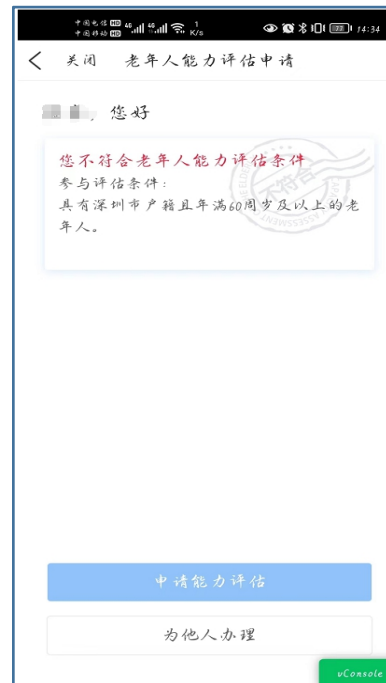 中国电信 HD 4G 4G 1 K/s 14:34
中国移动 HD
关闭 老年人能力评估申请
，您好
您不符合老年人能力评估条件
参与评估条件：
具有深圳市户籍且年满60周岁及以上的老
年人。
不符合
申请能力评估
为他人办理
vConsole